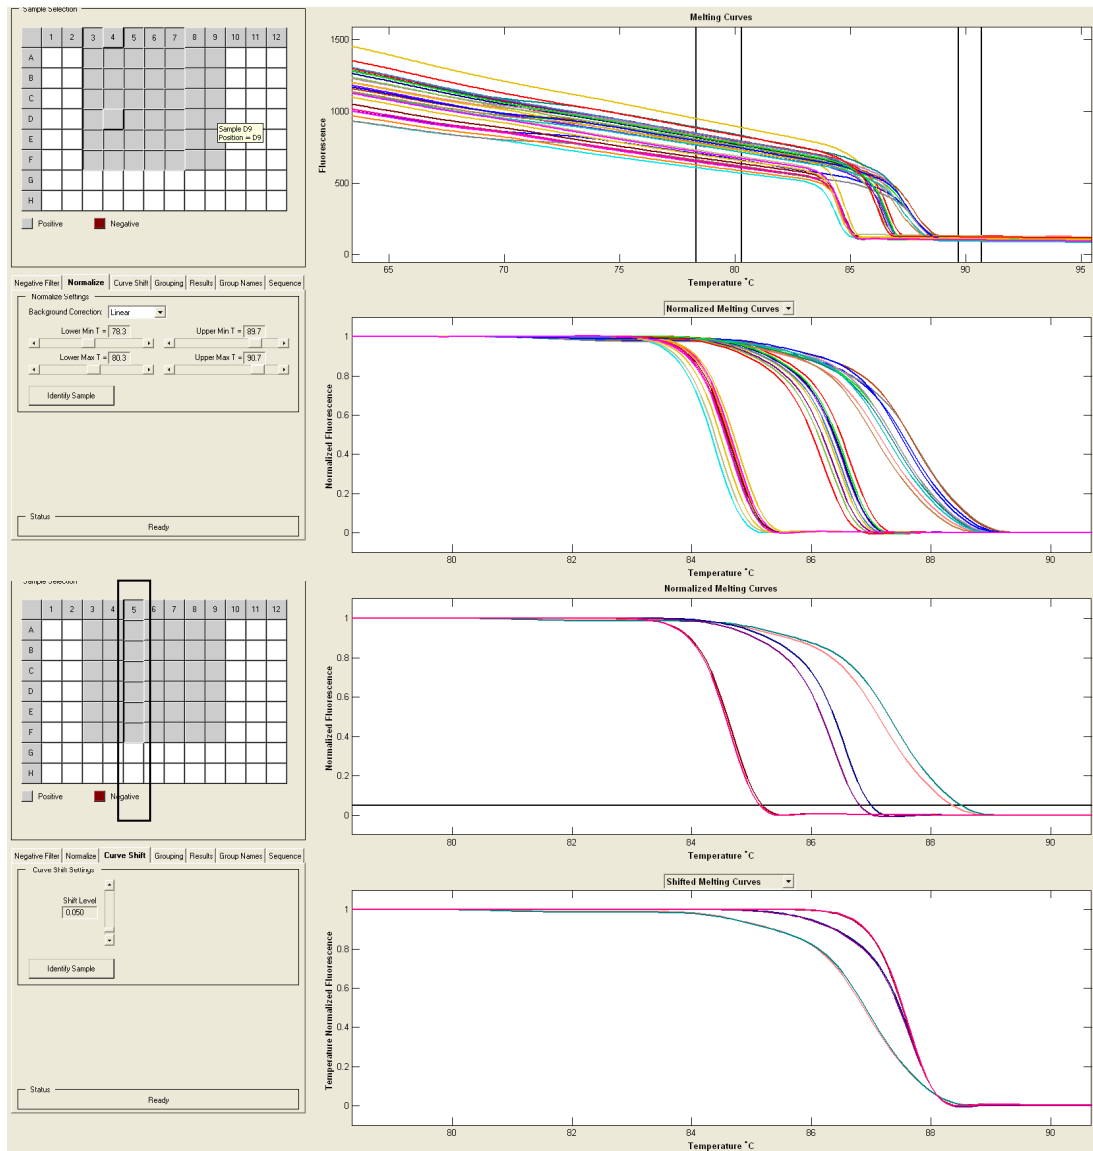 Sample Selection
1 2 3 4 5 6 7 8 9 10 11 12
A
B
C
D
E
F
G
H
Sample D9
Position = D9
Positive Negative
Negative Filter Normalize Curve Shift Grouping Results Group Names Sequence
Normalize Settings
Background Correction: Linear
Lower Min T = 78.3 Upper Min T = 89.7
Lower Max T = 80.3 Upper Max T = 90.7
Identify Sample
Status
Ready
Melting Curves
Fluorescence
1500
1000
500
0
65 70 75 80 85 90 95
Temperature °C
Normalized Melting Curves
Normalized Fluorescence
1
0.8
0.6
0.4
0.2
0
80 82 84 86 88 90
Temperature °C
Sample Selection
1 2 3 4 5 6 7 8 9 10 11 12
A
B
C
D
E
F
G
H
Positive Negative
Negative Filter Normalize Curve Shift Grouping Results Group Names Sequence
Curve Shift Settings
Shift Level
0.050
Identify Sample
Status
Ready
Normalized Melting Curves
Normalized Fluorescence
1
0.8
0.6
0.4
0.2
0
80 82 84 86 88 90
Temperature °C
Shifted Melting Curves
Temperature Normalized Fluorescence
1
0.8
0.6
0.4
0.2
0
80 82 84 86 88 90
Temperature °C